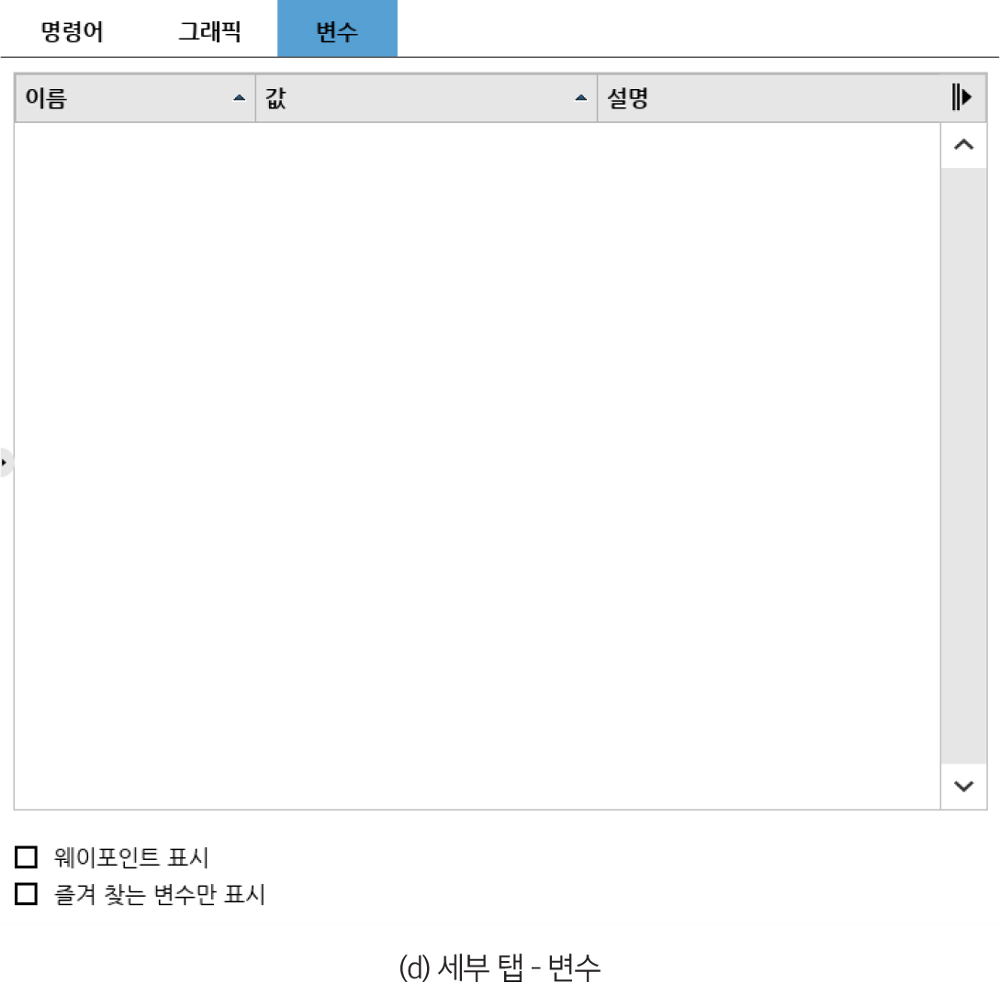 명령어 그래픽 변수
이름 값 설명
웨이포인트 표시
즐겨 찾는 변수만 표시
(d) 세부 탭 - 변수